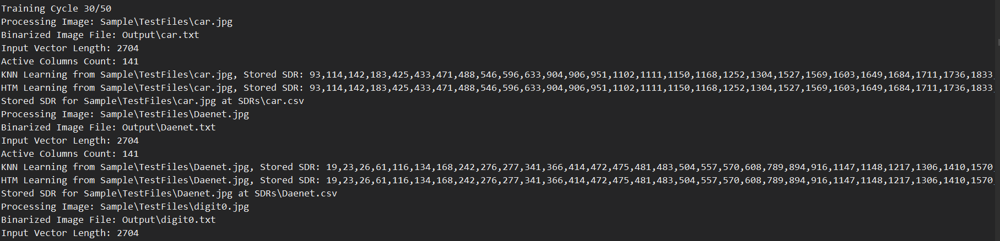 Training Cycle 30/50
Processing Image: Sample\TestFiles\car.jpg
Binarized Image File: Output\car.txt
Input Vector Length: 2704
Active Columns Count: 141
KNN Learning from Sample\TestFiles\car.jpg, Stored SDR: 93,114,142,183,425,433,471,488,546,596,633,904,906,951,1102,1111,1150,1168,1252,1304,1527,1569,1603,1649,1684,1711,1736,1833,
HTM Learning from Sample\TestFiles\car.jpg, Stored SDR: 93,114,142,183,425,433,471,488,546,596,633,904,906,951,1102,1111,1150,1168,1252,1304,1527,1569,1603,1649,1684,1711,1736,1833,
Stored SDR for Sample\TestFiles\car.jpg at SDRs\car.csv
Processing Image: Sample\TestFiles\Daenet.jpg
Binarized Image File: Output\Daenet.txt
Input Vector Length: 2704
Active Columns Count: 141
KNN Learning from Sample\TestFiles\Daenet.jpg, Stored SDR: 19,23,26,61,116,134,168,242,276,277,341,366,414,472,475,481,483,504,557,570,608,789,894,916,1147,1148,1217,1306,1410,1570,
HTM Learning from Sample\TestFiles\Daenet.jpg, Stored SDR: 19,23,26,61,116,134,168,242,276,277,341,366,414,472,475,481,483,504,557,570,608,789,894,916,1147,1148,1217,1306,1410,1570,
Stored SDR for Sample\TestFiles\Daenet.jpg at SDRs\Daenet.csv
Processing Image: Sample\TestFiles\digit0.jpg
Binarized Image File: Output\digit0.txt
Input Vector Length: 2704